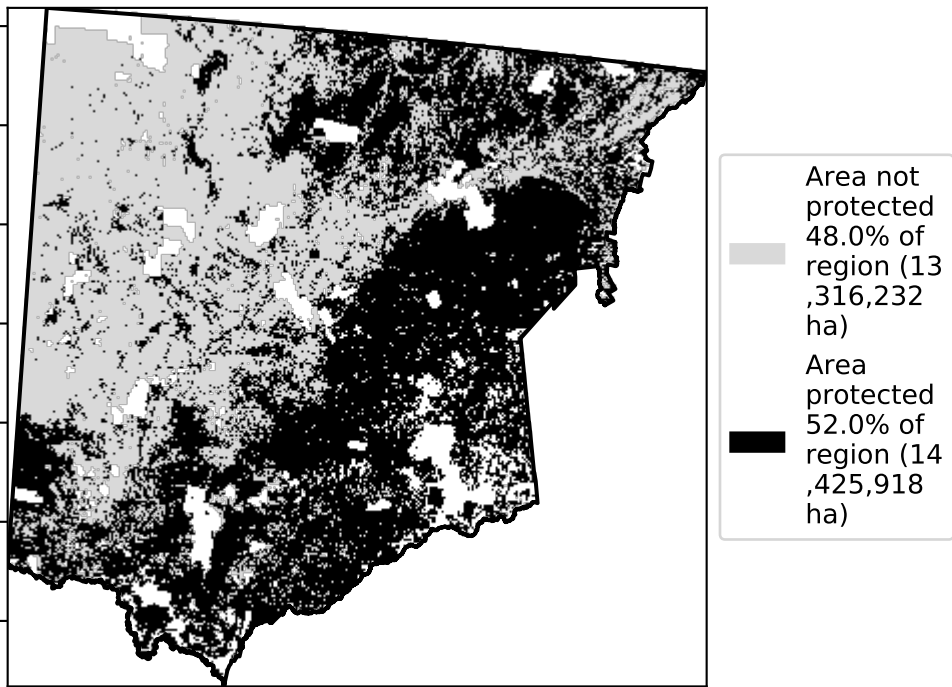 Area not
protected
48.0% of
region (13
,316,232
ha)
Area
protected
52.0% of
region (14
,425,918
ha)